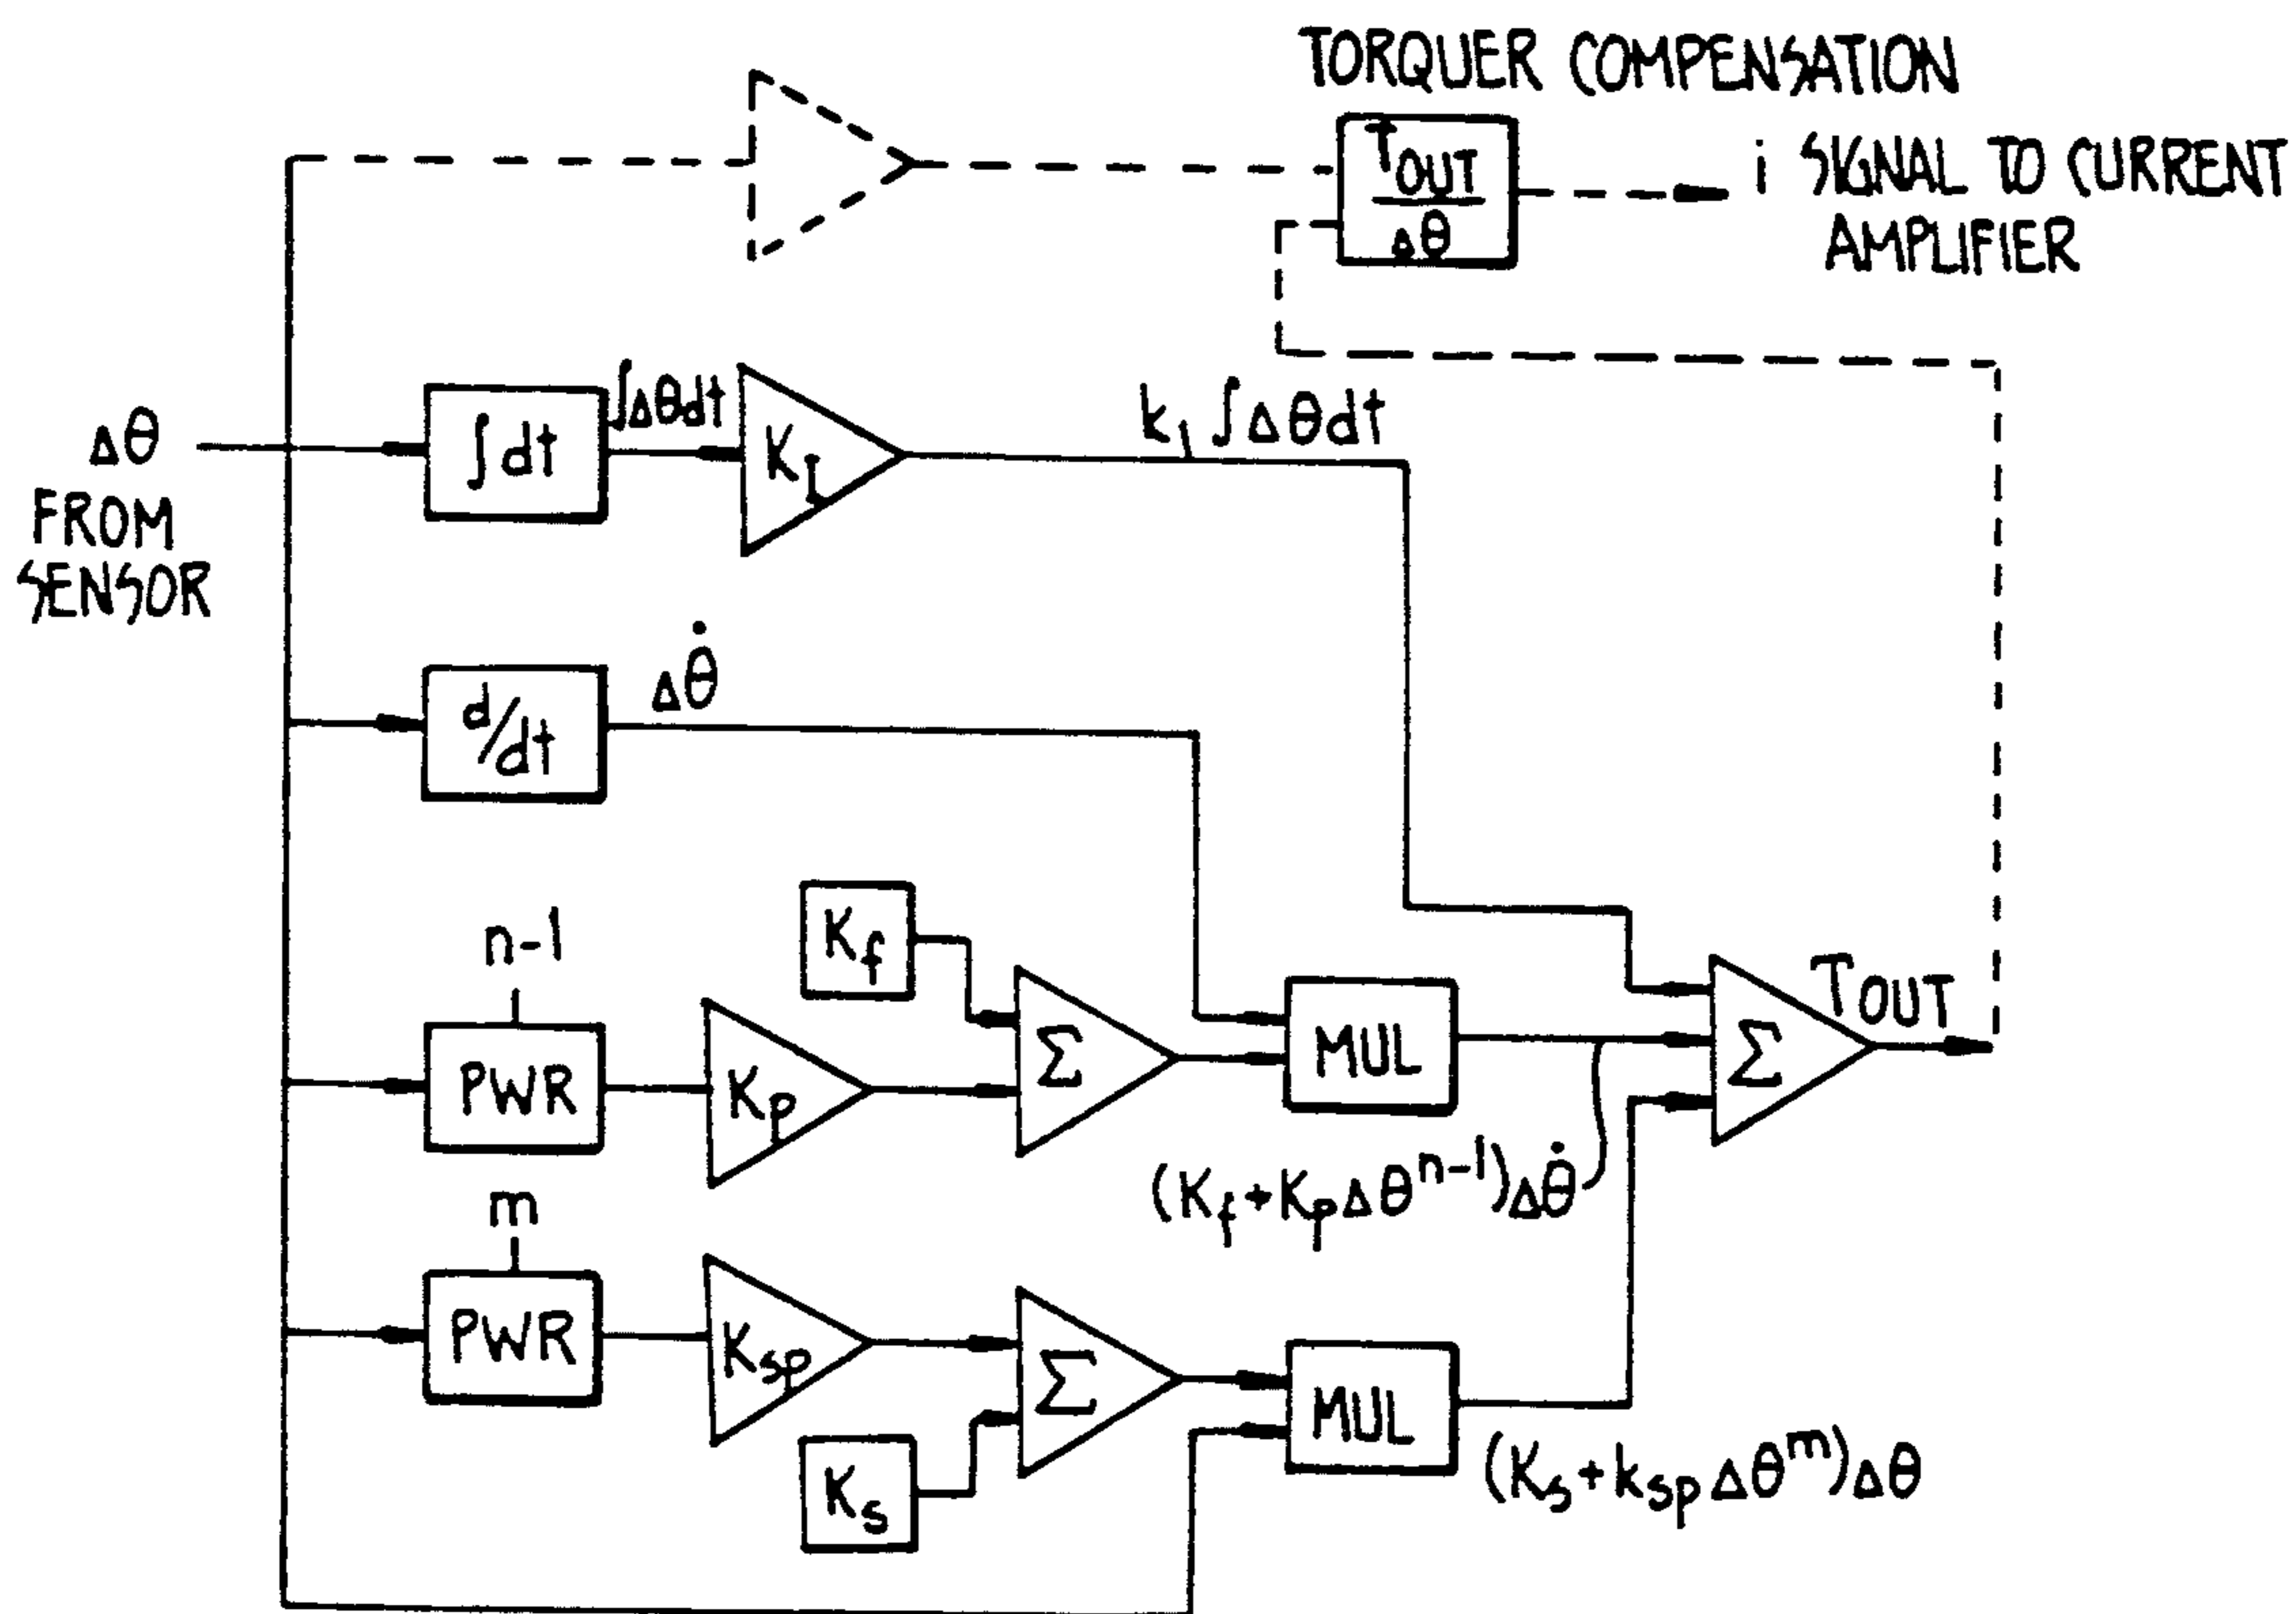 TORQUER COMPENSATION
T_OUT / Δθ
i SIGNAL TO CURRENT
AMPLIFIER
Δθ
FROM
SENSOR
∫dt
∫Δθdt
K_I
k_I ∫Δθdt
d/dt
Δθ̇
n-1
PWR
K_p
K_f
Σ
MUL
(K_f+K_pΔθ^{n-1})Δθ̇
Σ
T_OUT
m
PWR
K_sp
K_s
Σ
MUL
(K_s+k_spΔθ^m)Δθ